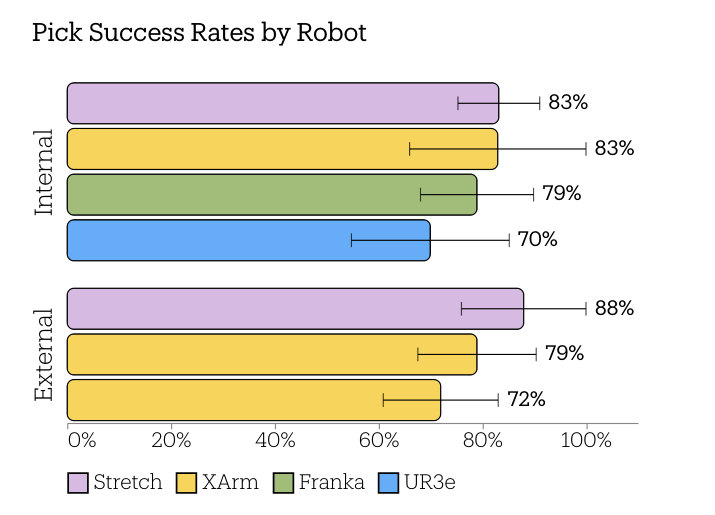 Pick Success Rates by Robot
Internal
83%
83%
79%
70%
External
88%
79%
72%
0% 20% 40% 60% 80% 100%
Stretch XArm Franka UR3e